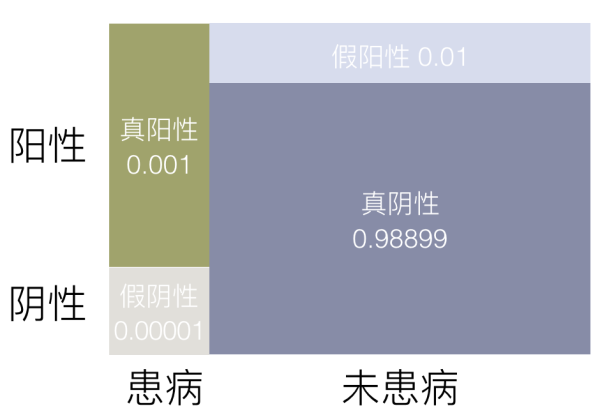 假阳性 0.01
阳性
真阳性
0.001
真阴性
0.98899
阴性
假阴性
0.00001
患病
未患病